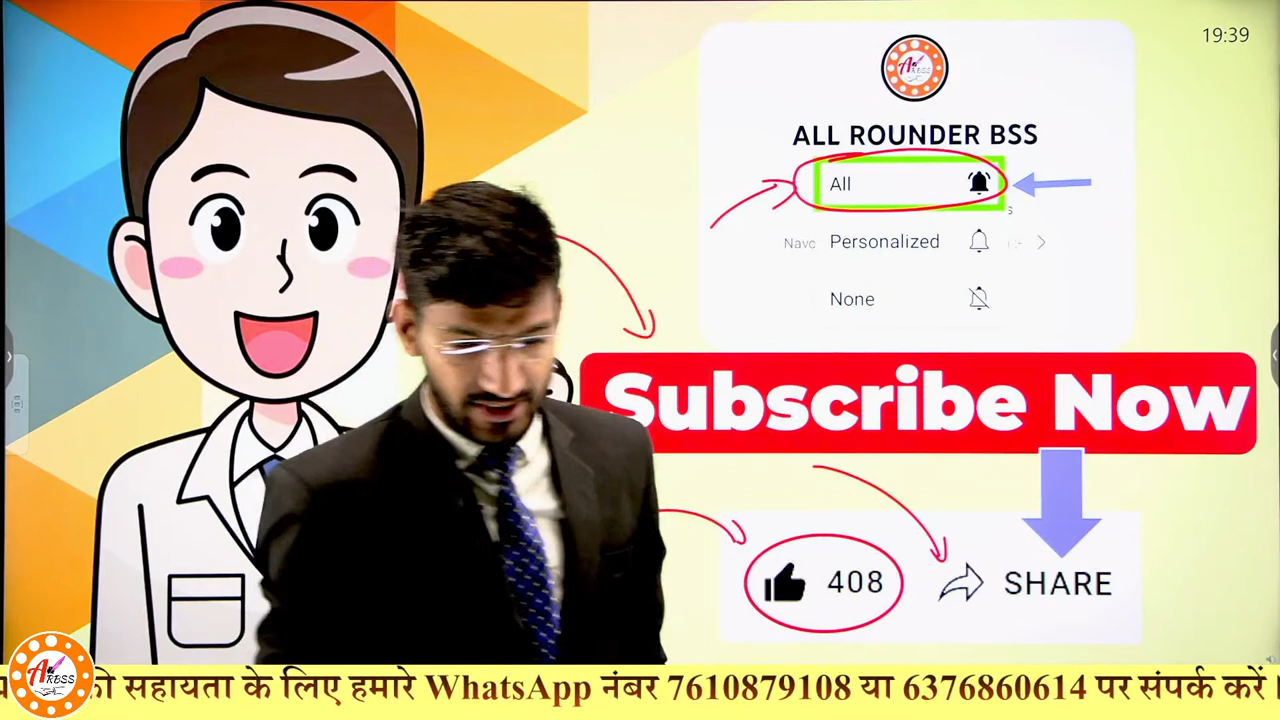 19:39
ALL ROUNDER BSS
All
Personalized
None
Subscribe Now
408
SHARE
की सहायता के लिए हमारे WhatsApp नंबर 7610879108 या 6376860614 पर संपर्क करें।
ARBSS